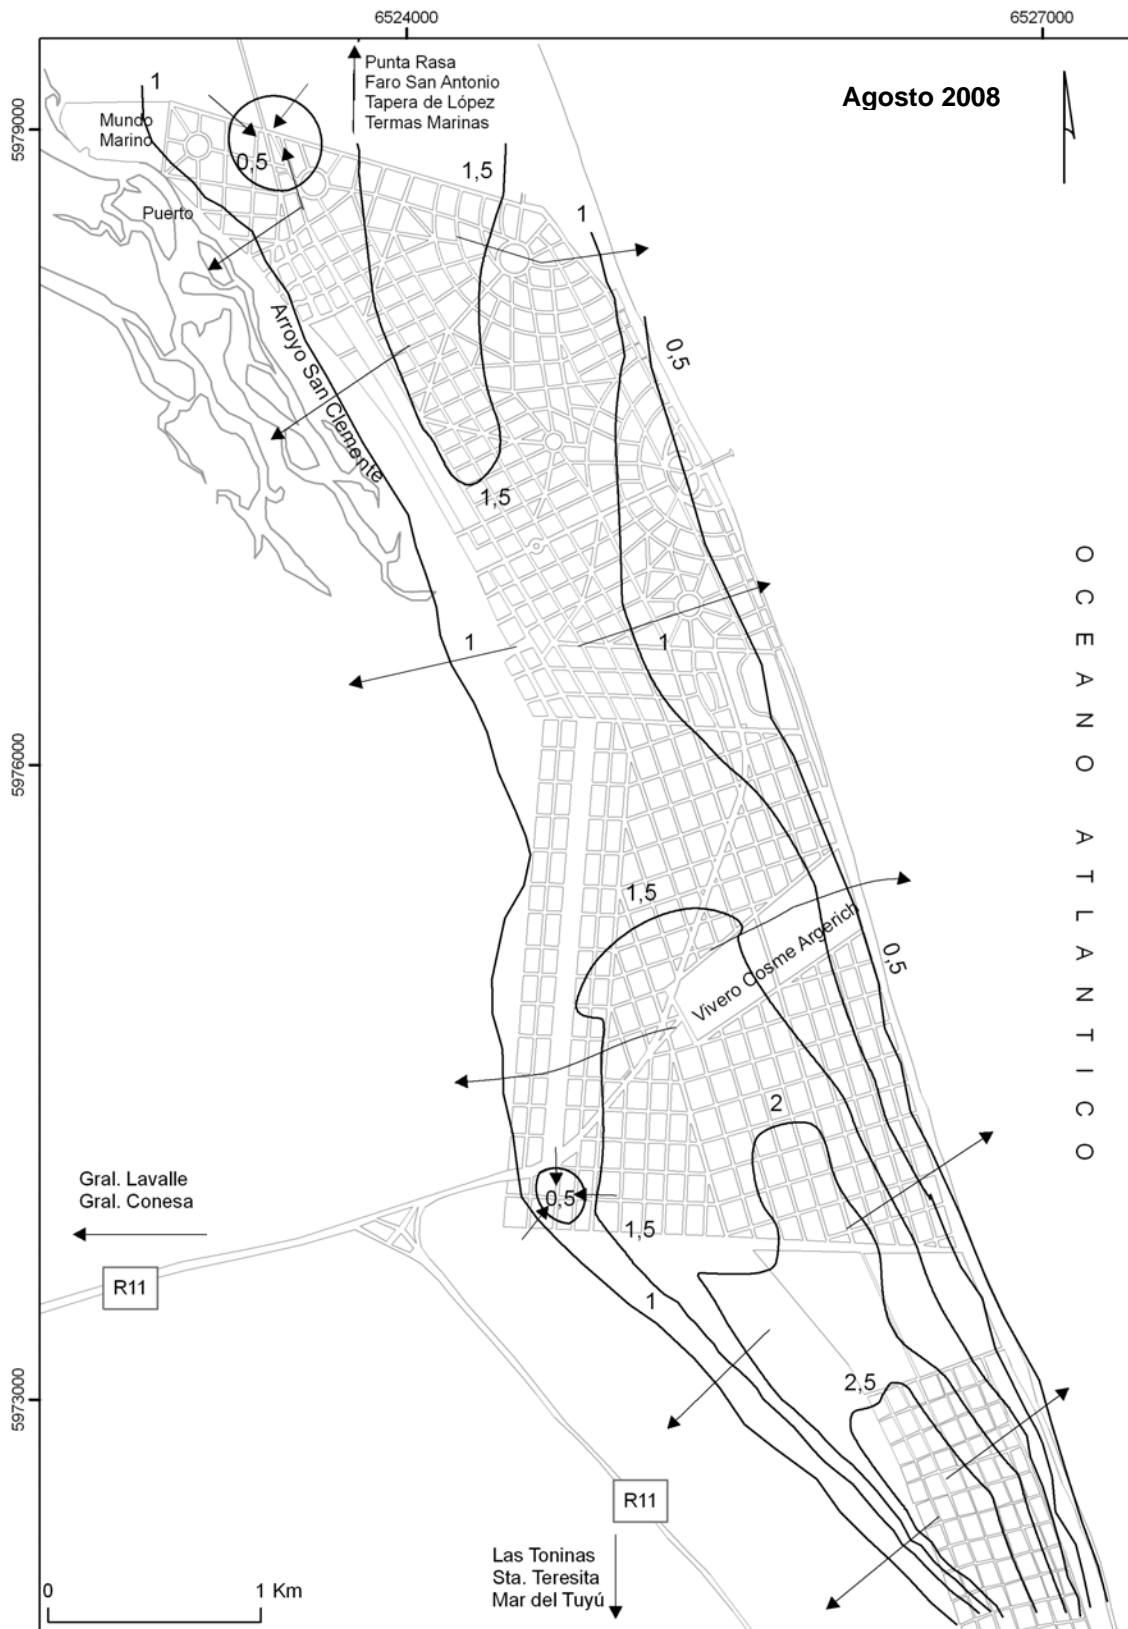 6524000
6527000
Agosto 2008
Punta Rasa
Faro San Antonio
Tapera de López
Termas Marinas
1
5979000
Mundo
Marino
0,5
1,5
Puerto
1
Arroyo San Clemente
0,5
1,5
OCEANO ATLANTICO
1
1
5976000
1,5
Vivero Cosme Argerich
0,5
2
Gral. Lavalle
Gral. Conesa
0,5
1,5
R11
1
2,5
5973000
R11
Las Toninas
Sta. Teresita
Mar del Tuyú
0
1 Km